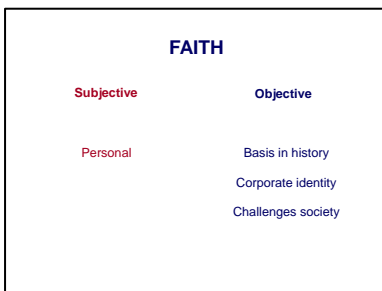 FAITH
Subjective Objective
Personal Basis in history
Corporate identity
Challenges society